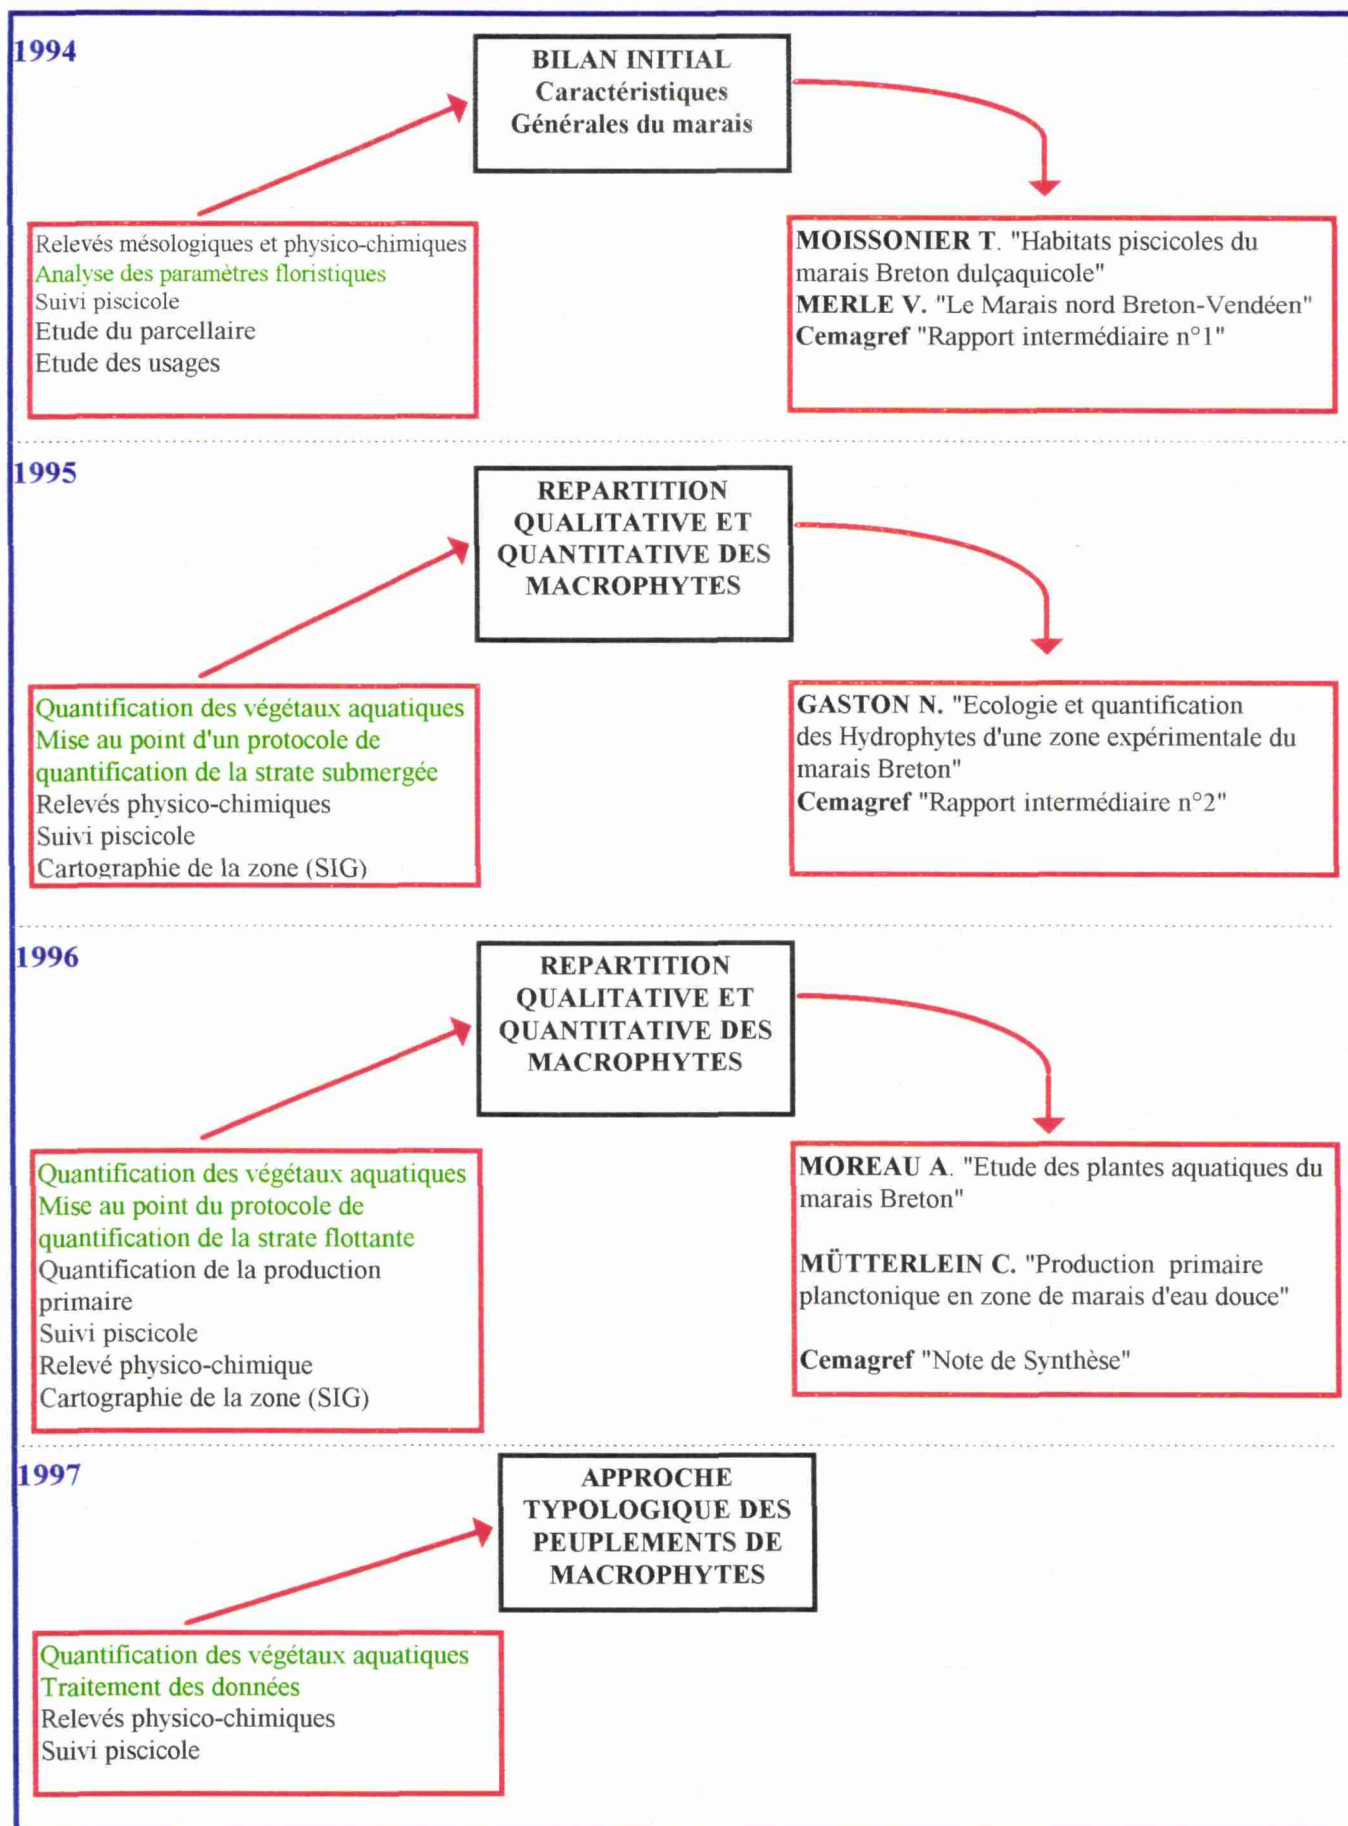 1994
BILAN INITIAL
Caractéristiques
Générales du marais
Relevés mésologiques et physico-chimiques
Analyse des paramètres floristiques
Suivi piscicole
Etude du parcellaire
Etude des usages
MOISSONIER T. "Habitats piscicoles du
marais Breton dulçaquicole"
MERLE V. "Le Marais nord Breton-Vendéen"
Cemagref "Rapport intermédiaire n°1"
1995
REPARTITION
QUALITATIVE ET
QUANTITATIVE DES
MACROPHYTES
Quantification des végétaux aquatiques
Mise au point d'un protocole de
quantification de la strate submergée
Relevés physico-chimiques
Suivi piscicole
Cartographie de la zone (SIG)
GASTON N. "Ecologie et quantification
des Hydrophytes d'une zone expérimentale du
marais Breton"
Cemagref "Rapport intermédiaire n°2"
1996
REPARTITION
QUALITATIVE ET
QUANTITATIVE DES
MACROPHYTES
Quantification des végétaux aquatiques
Mise au point du protocole de
quantification de la strate flottante
Quantification de la production
primaire
Suivi piscicole
Relevé physico-chimique
Cartographie de la zone (SIG)
MOREAU A. "Etude des plantes aquatiques du
marais Breton"
MÜTTERLEIN C. "Production primaire
planctonique en zone de marais d'eau douce"
Cemagref "Note de Synthèse"
1997
APPROCHE
TYPOLOGIQUE DES
PEUPLEMENTS DE
MACROPHYTES
Quantification des végétaux aquatiques
Traitement des données
Relevés physico-chimiques
Suivi piscicole